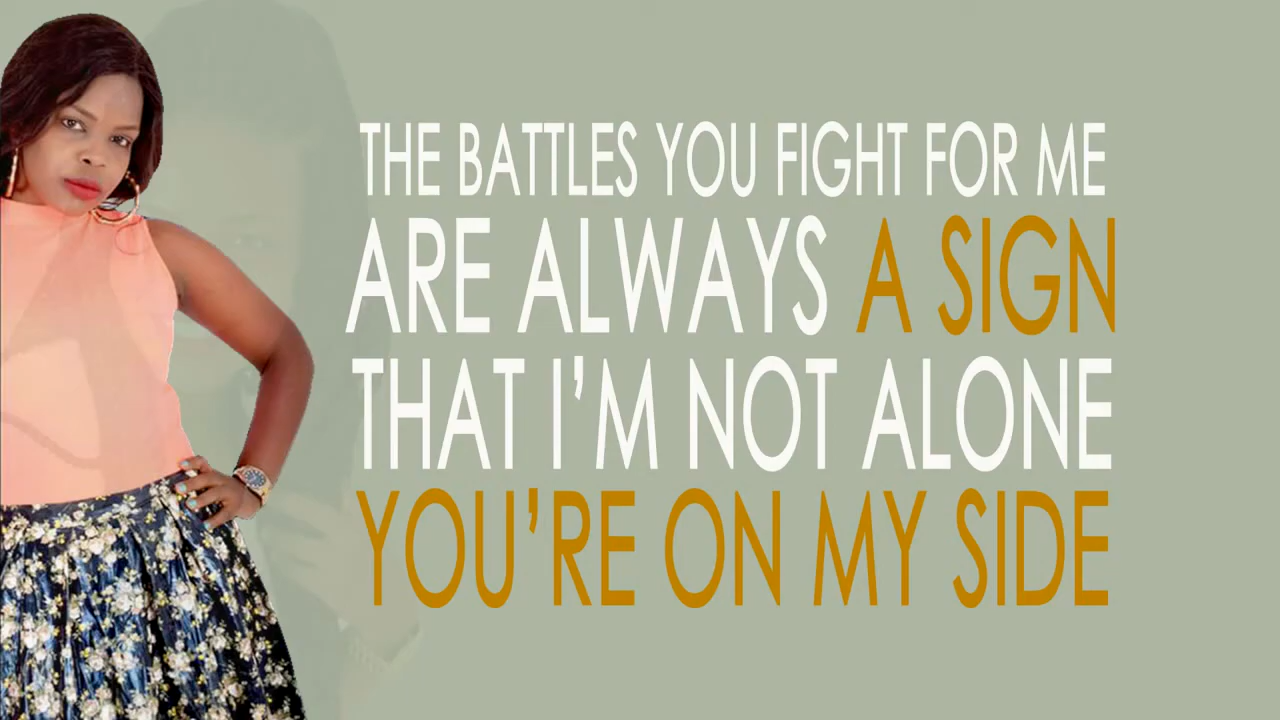 THE BATTLES YOU FIGHT FOR ME
ARE ALWAYS A SIGN
THAT I'M NOT ALONE
YOU'RE ON MY SIDE